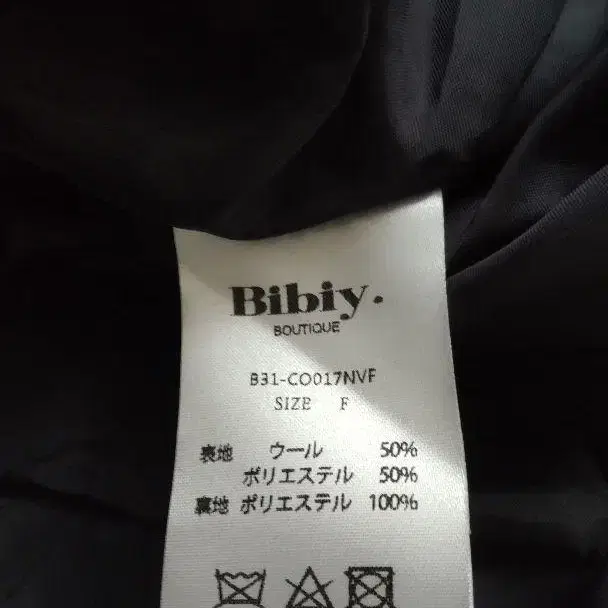 Bibiy.
BOUTIQUE
B31-CO017NVF
SIZE F
表地 ウール 50%
ポリエステル 50%
裏地 ポリエステル 100%